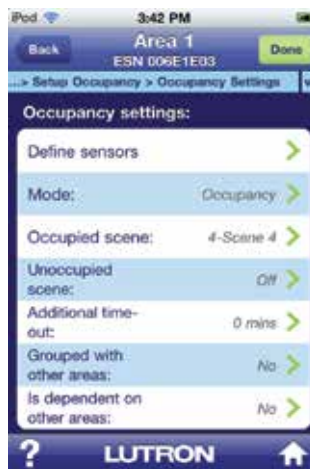 iPod 3:42 PM
Back Area 1 Done
ESN 006E1E03
...> Setup Occupancy > Occupancy Settings
Occupancy settings:
Define sensors
Mode: Occupancy
Occupied scene: 4-Scene 4
Unoccupied
scene: Off
Additional time-
out: 0 mins
Grouped with
other areas: No
Is dependent on
other areas: No
? LUTRON